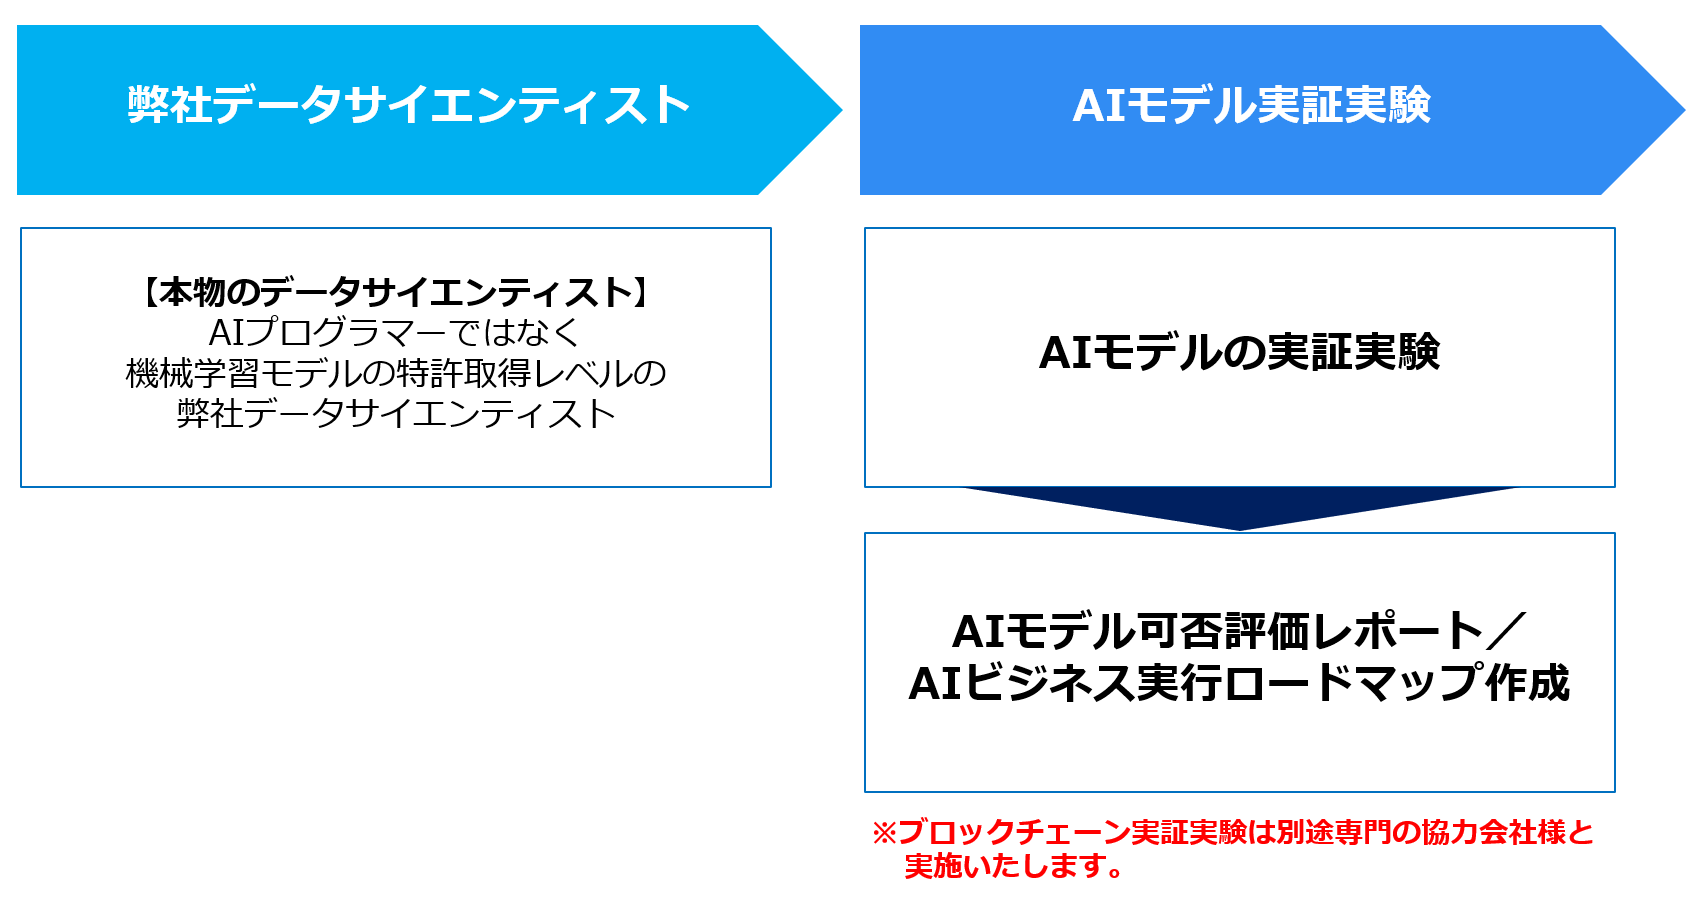 弊社データサイエンティスト
AIモデル実証実験
【本物のデータサイエンティスト】
AIプログラマーではなく
機械学習モデルの特許取得レベルの
弊社データサイエンティスト
AIモデルの実証実験
AIモデル可否評価レポート／
AIビジネス実行ロードマップ作成
※ブロックチェーン実証実験は別途専門の協力会社様と
実施いたします。